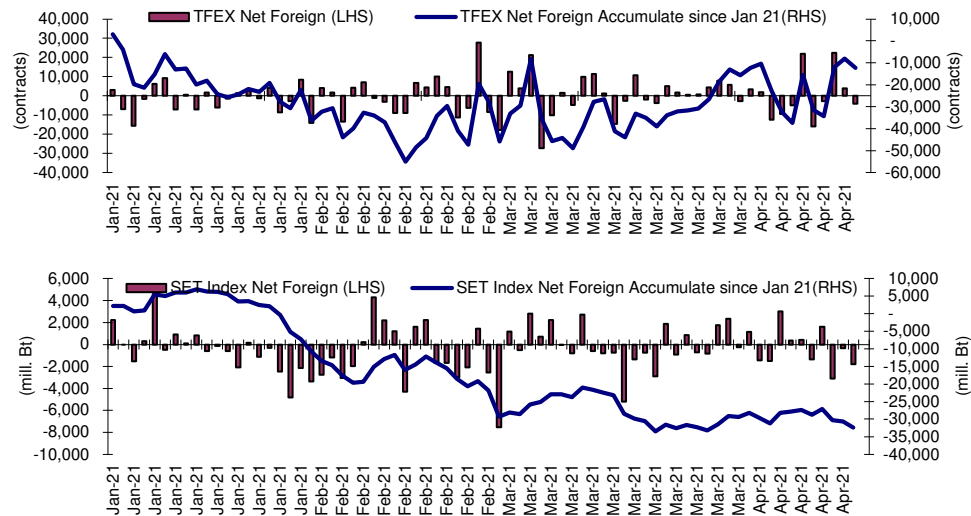 TFEX Net Foreign (LHS)
TFEX Net Foreign Accumulate since Jan 21(RHS)
40,000
30,000
20,000
10,000
0
-10,000
-20,000
-30,000
-40,000
(contracts)
10,000
-
-10,000
-20,000
-30,000
-40,000
-50,000
-60,000
(contracts)
Jan-21
Jan-21
Jan-21
Jan-21
Jan-21
Jan-21
Jan-21
Jan-21
Jan-21
Jan-21
Feb-21
Feb-21
Feb-21
Feb-21
Feb-21
Feb-21
Feb-21
Feb-21
Feb-21
Mar-21
Mar-21
Mar-21
Mar-21
Mar-21
Mar-21
Mar-21
Mar-21
Mar-21
Mar-21
Mar-21
Mar-21
Apr-21
Apr-21
Apr-21
Apr-21
Apr-21
SET Index Net Foreign (LHS)
SET Index Net Foreign Accumulate since Jan 21(RHS)
6,000
4,000
2,000
0
-2,000
-4,000
-6,000
-8,000
-10,000
(mill. Bt)
10,000
5,000
-
-5,000
-10,000
-15,000
-20,000
-25,000
-30,000
-35,000
-40,000
(mill. Bt)
Jan-21
Jan-21
Jan-21
Jan-21
Jan-21
Jan-21
Jan-21
Jan-21
Jan-21
Jan-21
Feb-21
Feb-21
Feb-21
Feb-21
Feb-21
Feb-21
Feb-21
Feb-21
Feb-21
Mar-21
Mar-21
Mar-21
Mar-21
Mar-21
Mar-21
Mar-21
Mar-21
Mar-21
Mar-21
Mar-21
Mar-21
Apr-21
Apr-21
Apr-21
Apr-21
Apr-21